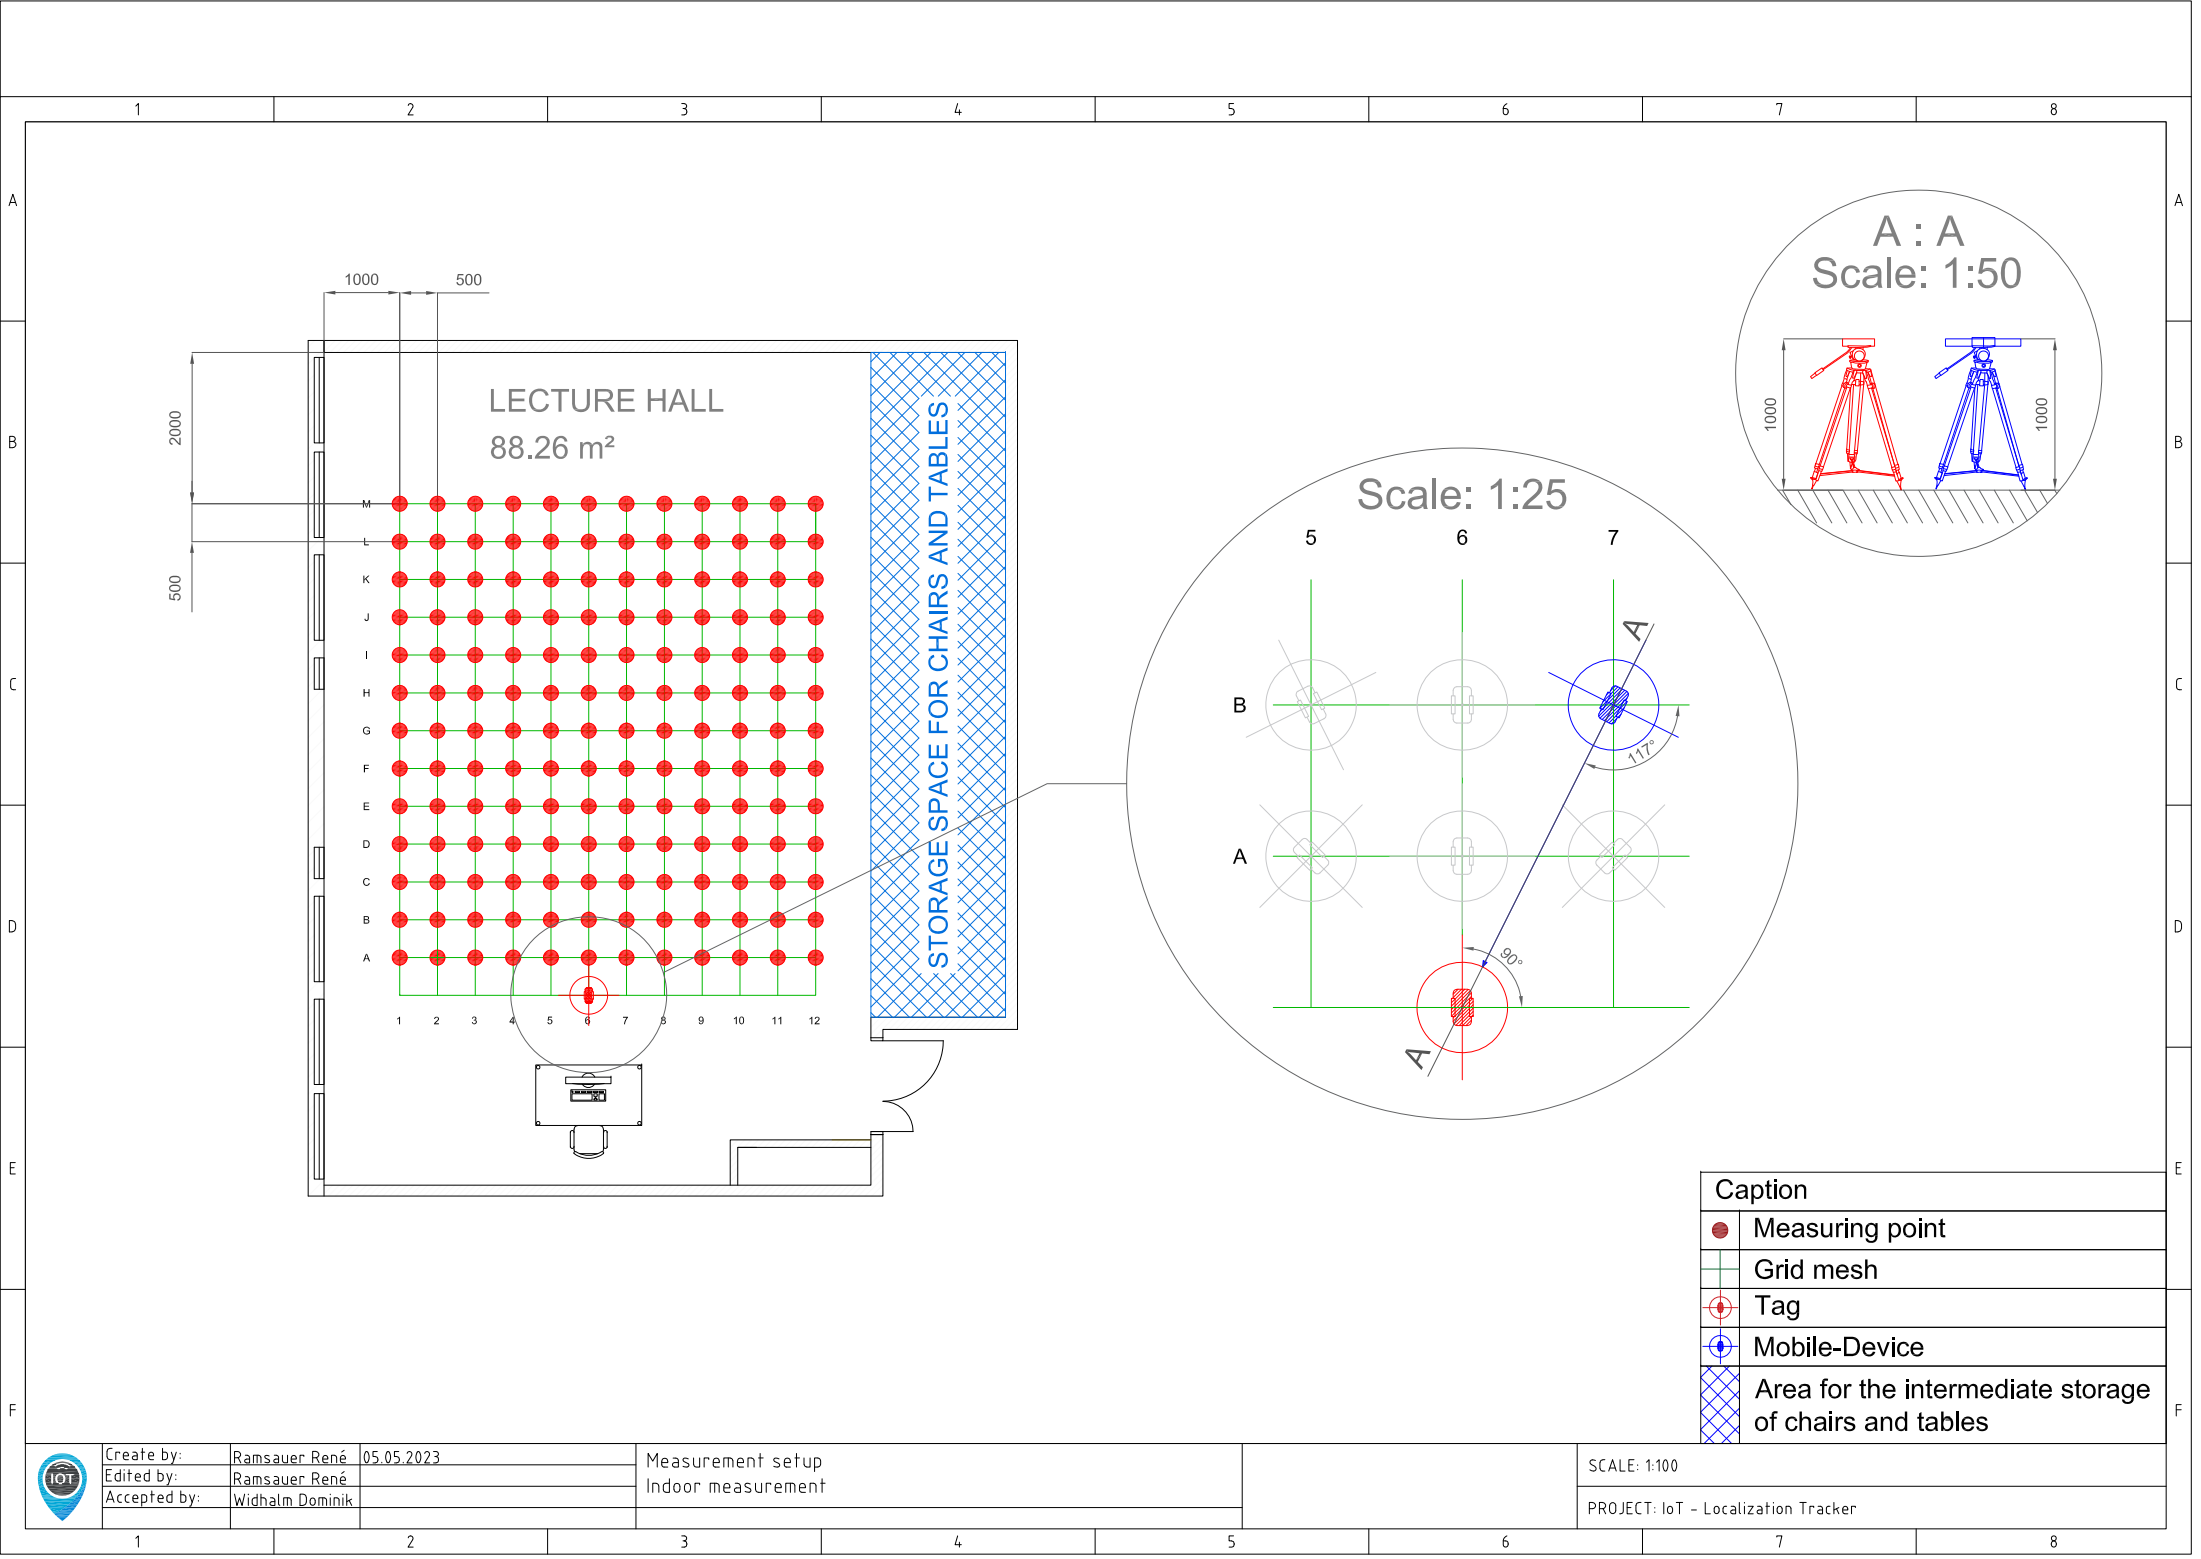 1 2 3 4 5 6 7 8
A A
A : A
Scale: 1:50
1000 500
1000 1000
B B
2000
LECTURE HALL
88.26 m²
STORAGE SPACE FOR CHAIRS AND TABLES
Scale: 1:25
5 6 7
M
L
500
K
J
I
H
G
F
E
D
C
B
A
1 2 3 4 5 6 7 8 9 10 11 12
C C
A
B
117°
A
90°
A
D D
E E
Caption
Measuring point
Grid mesh
Tag
Mobile-Device
Area for the intermediate storage
of chairs and tables
F F
IOT
Create by: Ramsauer René 05.05.2023
Edited by: Ramsauer René
Accepted by: Widhalm Dominik
Measurement setup
Indoor measurement
SCALE: 1:100
PROJECT: IoT - Localization Tracker
1 2 3 4 5 6 7 8